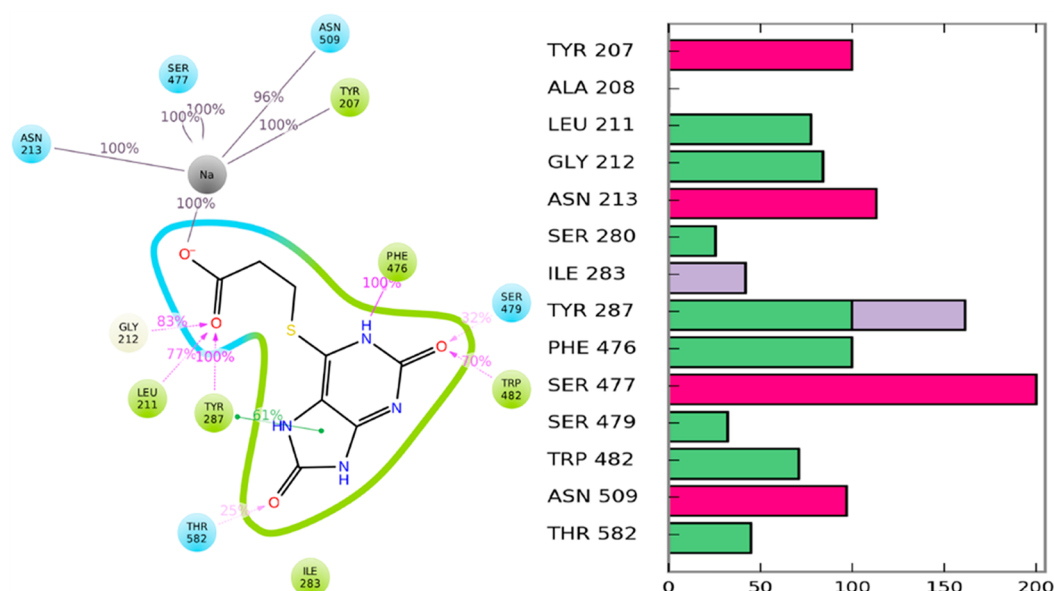 ASN
509
SER
477
TYR
207
ASN
213
96%
100%
100%
100%
100%
Na
100%
O⁻
PHE
476
100%
SER
479
32%
GLY
212
83%
O
77%
100%
S
H
N
O
70%
LEU
211
TYR
287
61%
HN
N
TRP
482
N
H
O
25%
THR
582
ILE
283
TYR 207
ALA 208
LEU 211
GLY 212
ASN 213
SER 280
ILE 283
TYR 287
PHE 476
SER 477
SER 479
TRP 482
ASN 509
THR 582
0 50 100 150 200